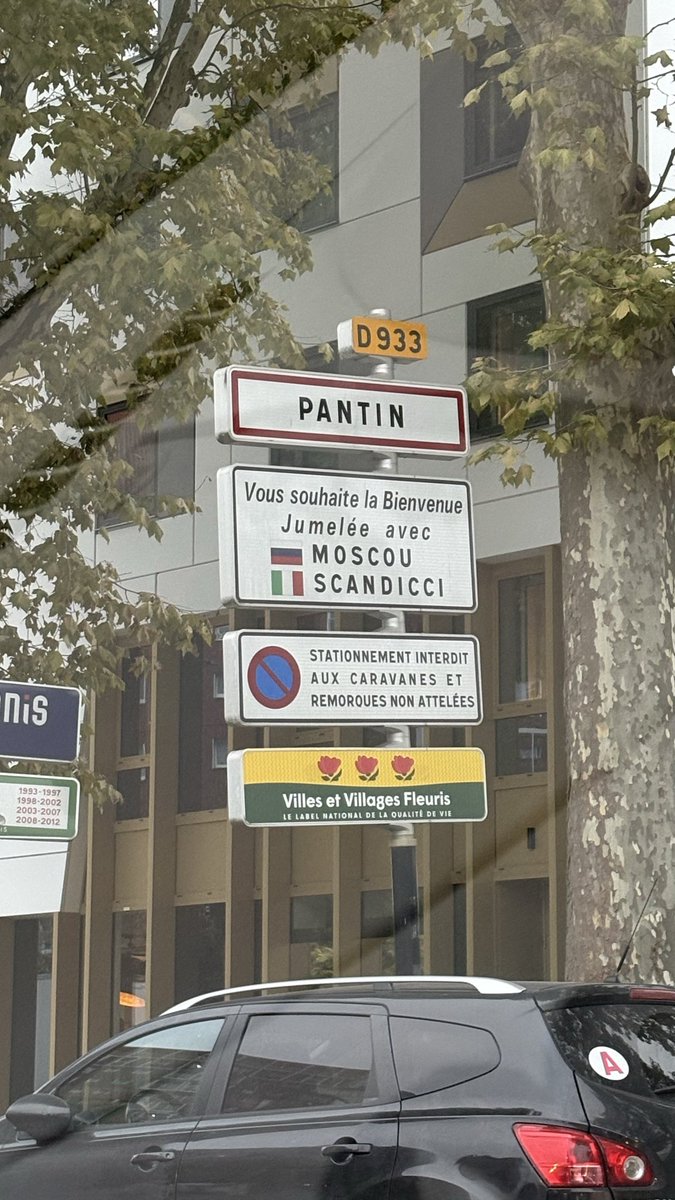 D933
PANTIN
Vous souhaite la Bienvenue
Jumelée avec
MOSCOU
SCANDICCI
STATIONNEMENT INTERDIT
AUX CARAVANES ET
REMORQUES NON ATTELÉES
Villes et Villages Fleuris
LE LABEL NATIONAL DE LA QUALITÉ DE VIE
nis
1993-1997
1998-2002
2003-2007
2008-2012
A